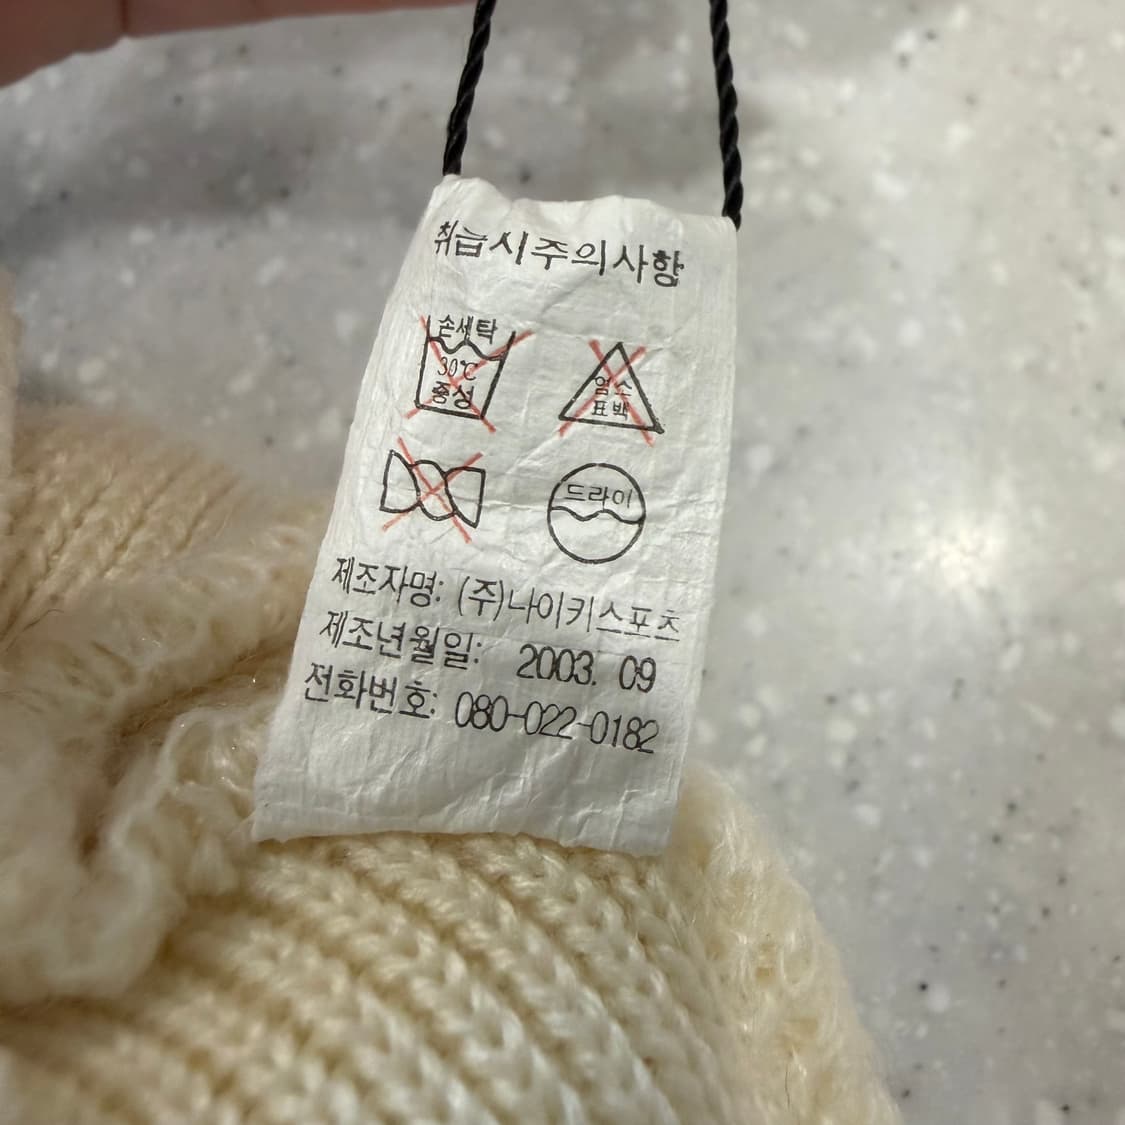 취급시주의사항
손세탁
30℃
중성
염소
표백
드라이
제조자명: (주)나이키스포츠
제조년월일: 2003. 09
전화번호: 080-022-0182